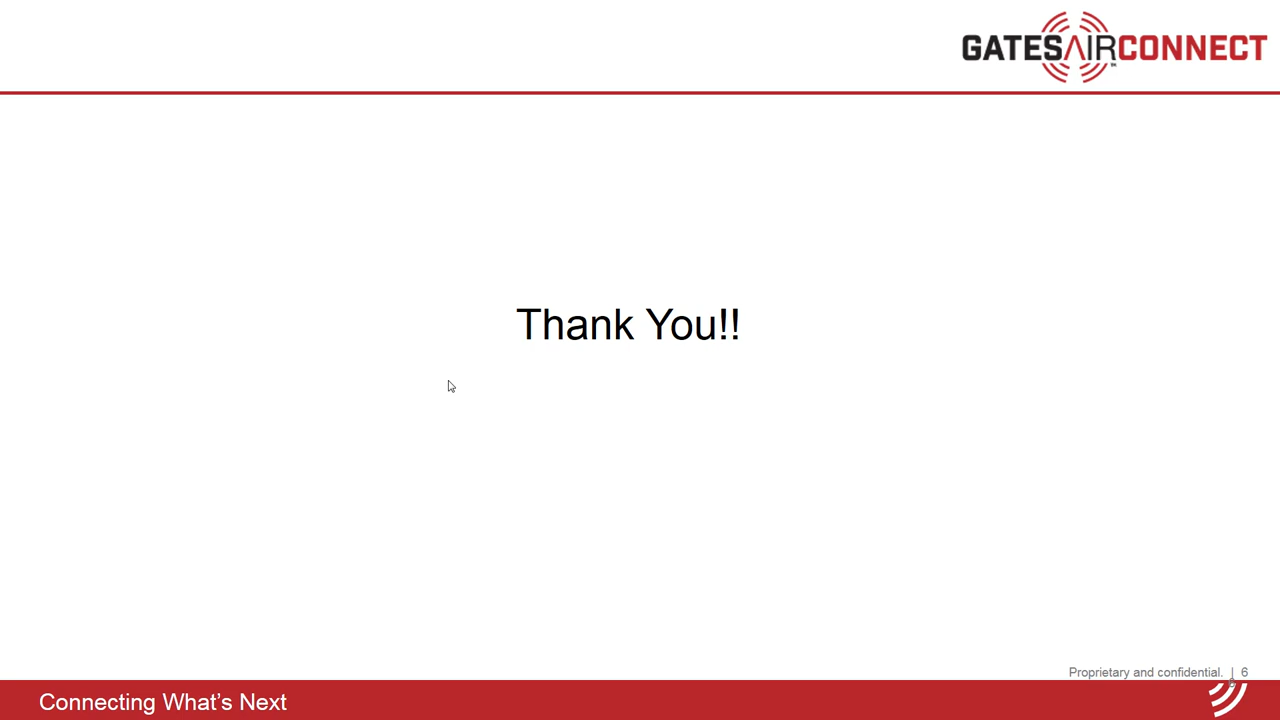 GATESAIRCONNECT
Thank You!!
Proprietary and confidential. | 6
Connecting What's Next